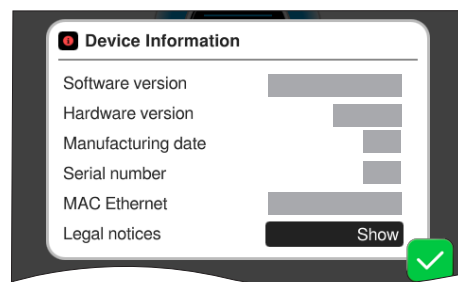 Device Information
Software version
Hardware version
Manufacturing date
Serial number
MAC Ethernet
Legal notices Show